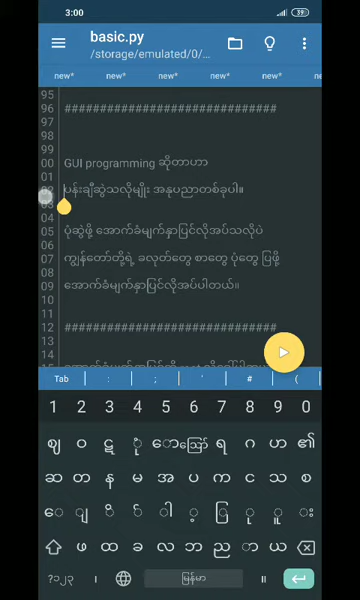 3:00
39
basic.py
/storage/emulated/0/...
new*
new*
new*
new*
new*
95
96 ##############################
97
98
99
00 GUI programming ဆိုတာဟာ
01
ပန်းချီဆွဲသလိုမျိုး အနုပညာတစ်ခုပါ။
04
05 ပုံဆွဲဖို့ အောက်ခံမျက်နှာပြင်လိုအပ်သလိုပဲ
06
07 ကျွန်တော်တို့ရဲ့ ခလုတ်တွေ စာတွေ ပုံတွေ ပြဖို့
08
09 အောက်ခံမျက်နှာပြင်လိုအပ်ပါတယ်။
10
11
12 ##############################
13
14
Tab : ; ' # (
1 2 3 4 5 6 7 8 9 0
ဈ ဝ ဋ္ဌ ုံ ော သြော် ရ ဂ ဟ ၏
ဆ တ န မ အ ပ က င သ စ
ေ ျ ိ ် ါ ့ ြ ု ူ း
ဖ ထ ခ လ ဘ ည ာ ယ
?၁၂၃ ၊ မြန်မာ ။